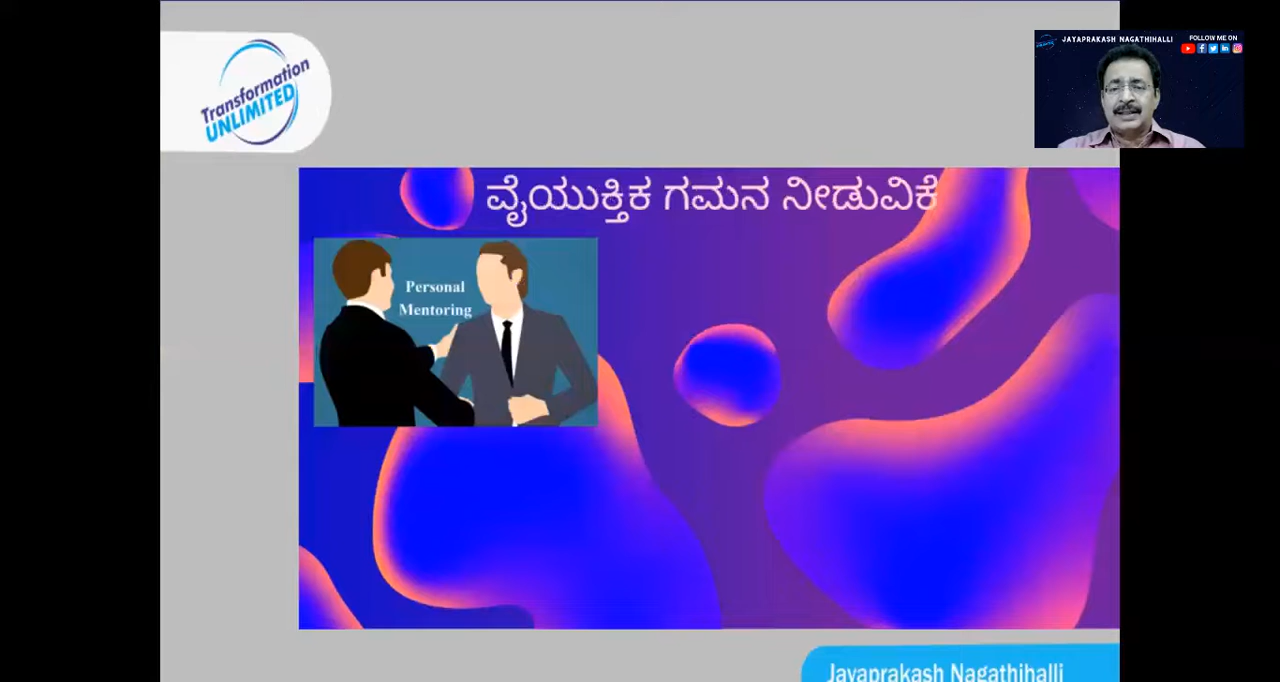 Transformation
UNLIMITED
JAYAPRAKASH NAGATHIHALLI
FOLLOW ME ON
ವೈಯುಕ್ತಿಕ ಗಮನ ನೀಡುವಿಕೆ
Personal
Mentoring
Jayaprakash Nagathihalli